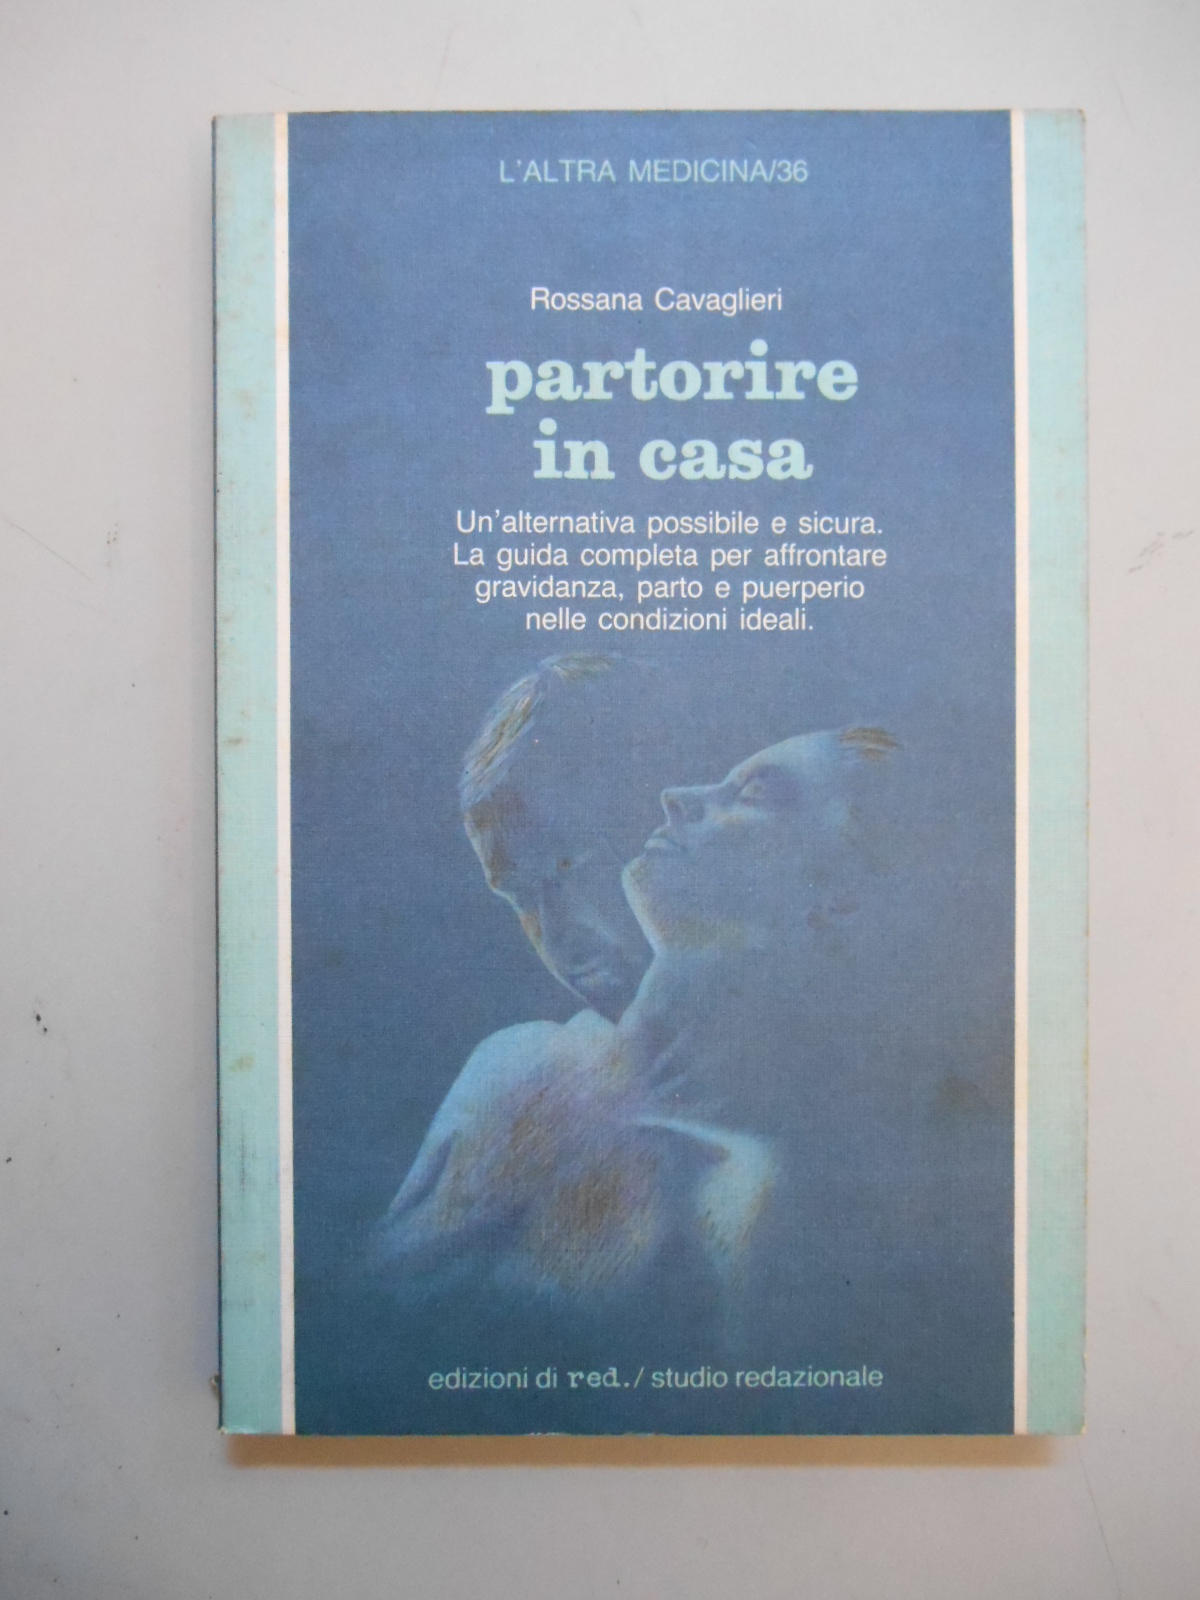 L'ALTRA MEDICINA/36
Rossana Cavaglieri
partorire
in casa
Un'alternativa possibile e sicura.
La guida completa per affrontare
gravidanza, parto e puerperio
nelle condizioni ideali.
edizioni di red./ studio redazionale